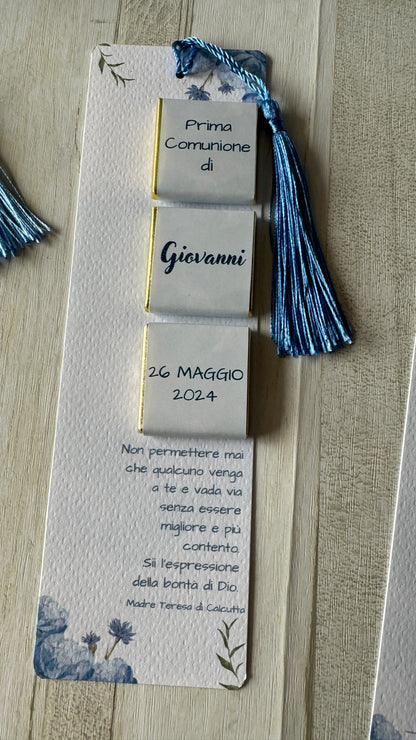 Prima
Comunione
di
Giovanni
26 MAGGIO
2024
Non permettere mai
che qualcuno venga
a te e vada via
senza essere
migliore e più
contento.
Sii l'espressione
della bontà di Dio.
Madre Teresa di Calcutta